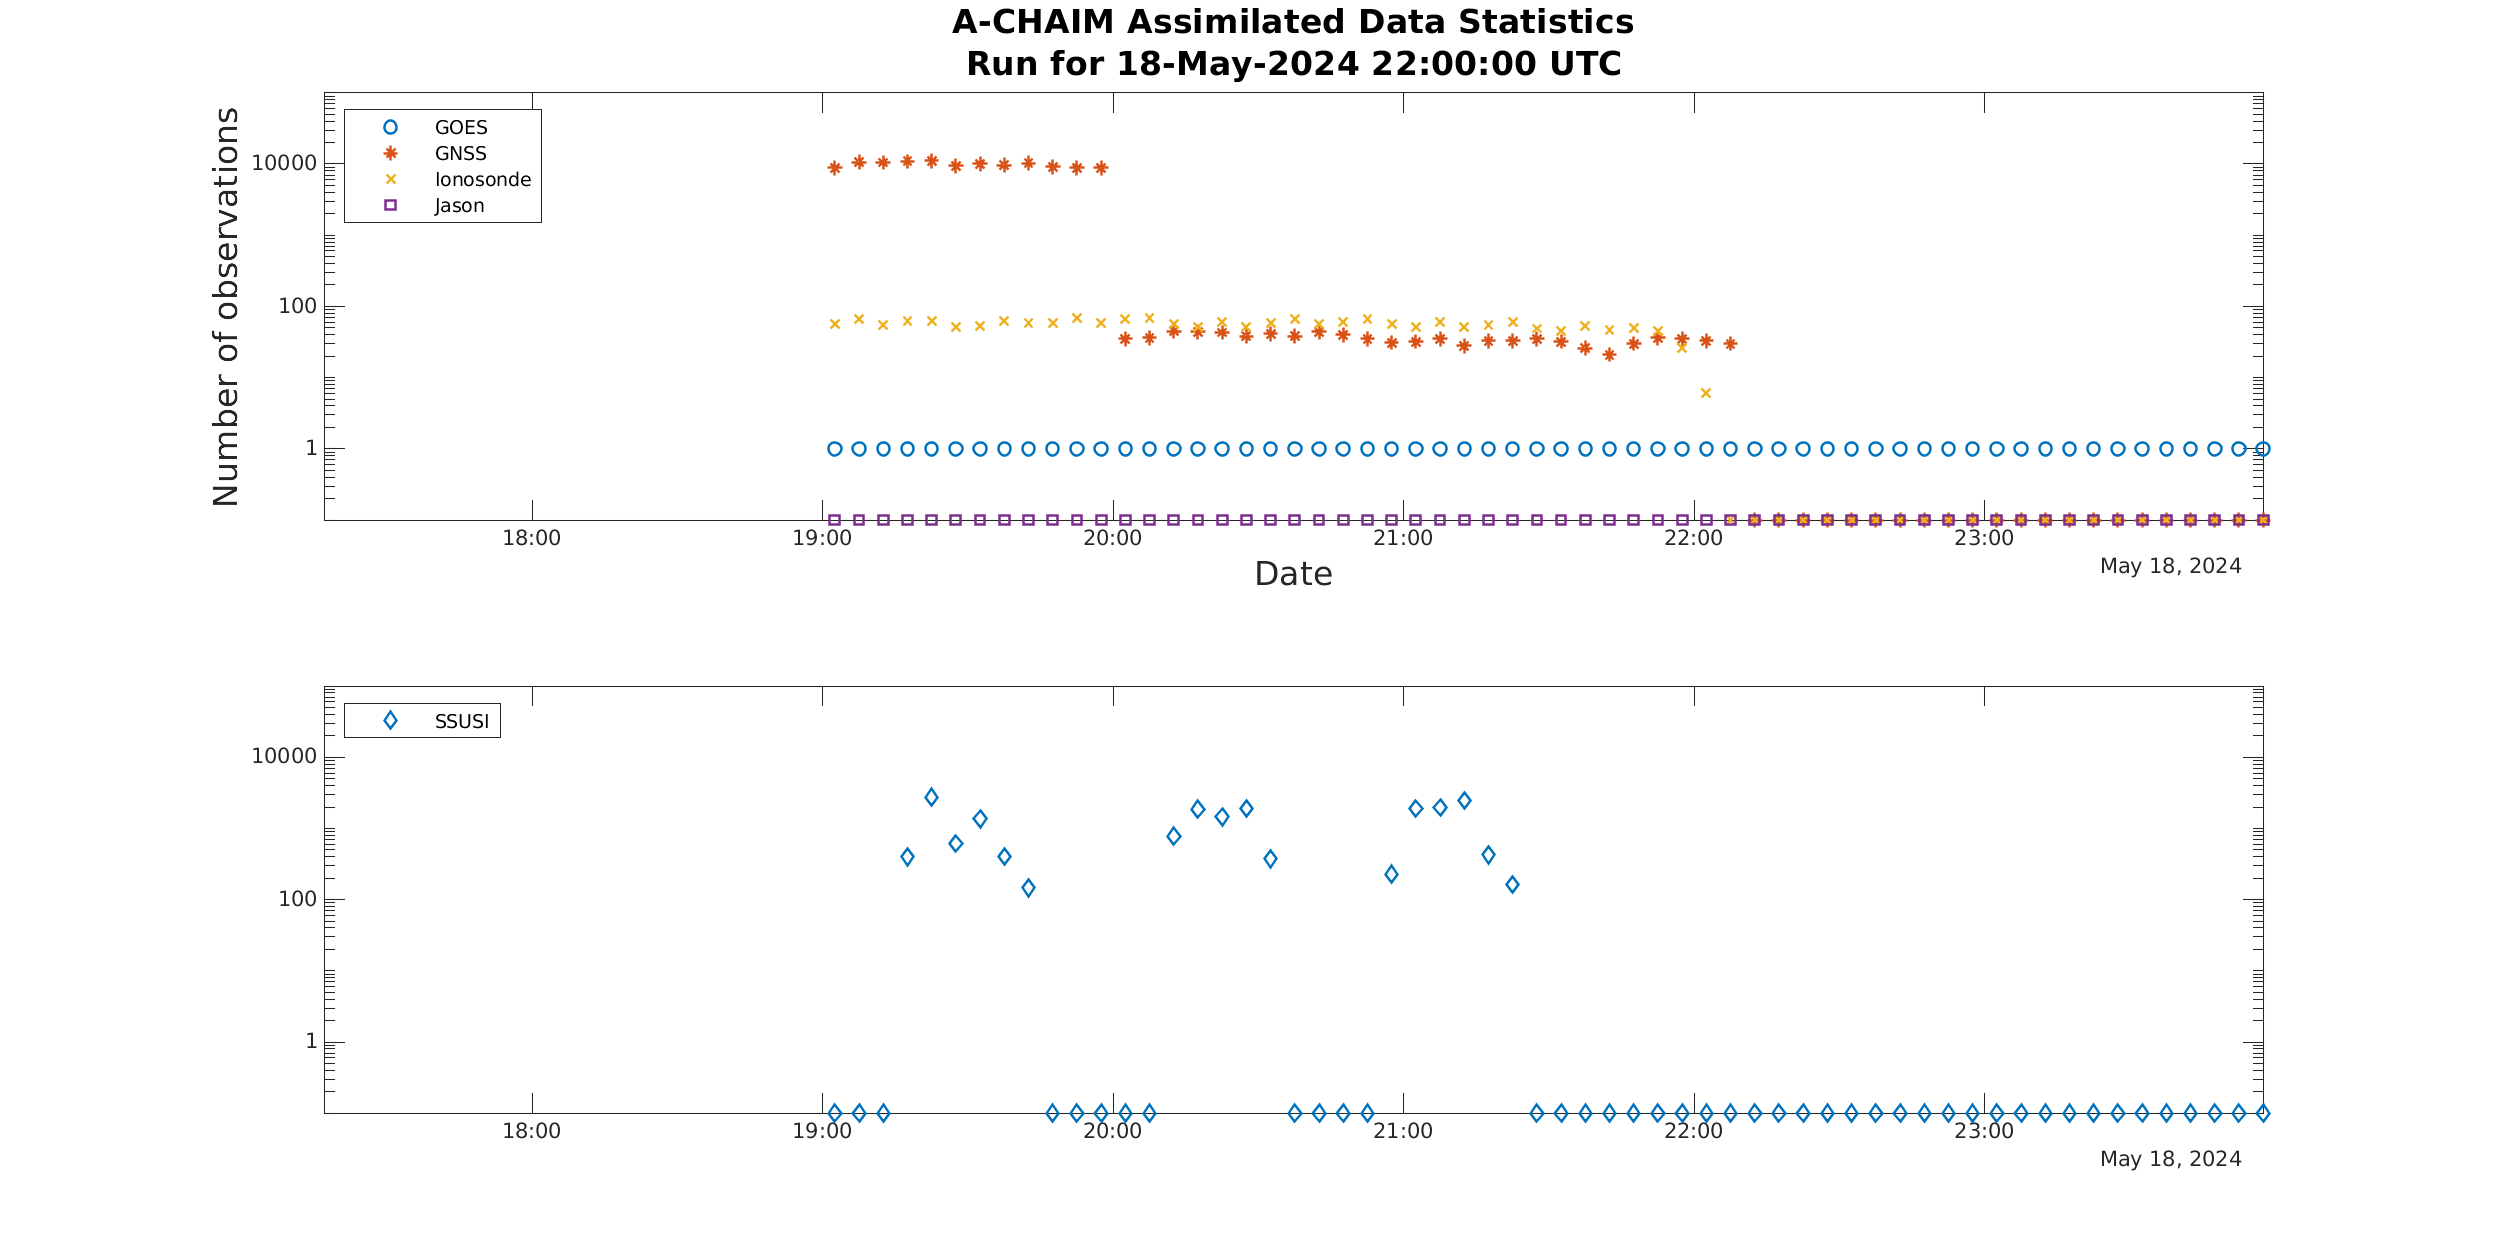 A-CHAIM Assimilated Data Statistics
Run for 18-May-2024 22:00:00 UTC
Number of observations
10000
100
1
GOES
GNSS
Ionosonde
Jason
18:00 19:00 20:00 21:00 22:00 23:00
Date
May 18, 2024
10000
100
1
SSUSI
18:00 19:00 20:00 21:00 22:00 23:00
May 18, 2024